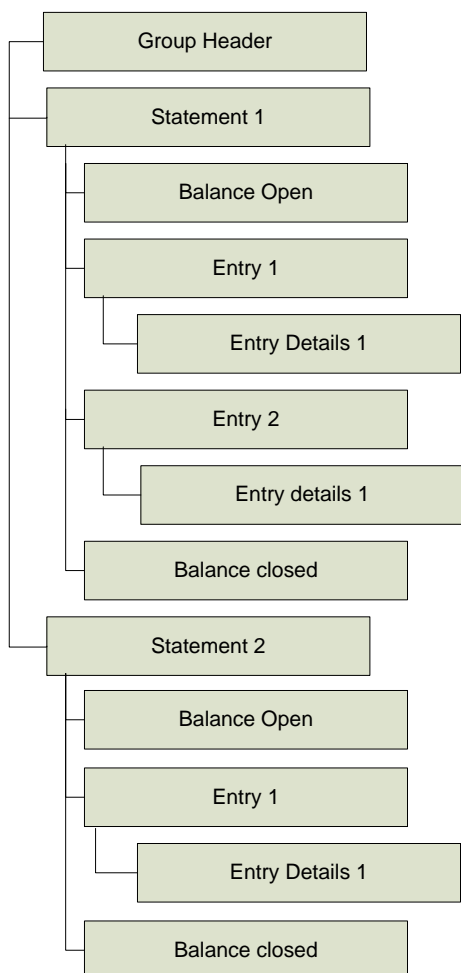 Group Header
Statement 1
Balance Open
Entry 1
Entry Details 1
Entry 2
Entry details 1
Balance closed
Statement 2
Balance Open
Entry 1
Entry Details 1
Balance closed